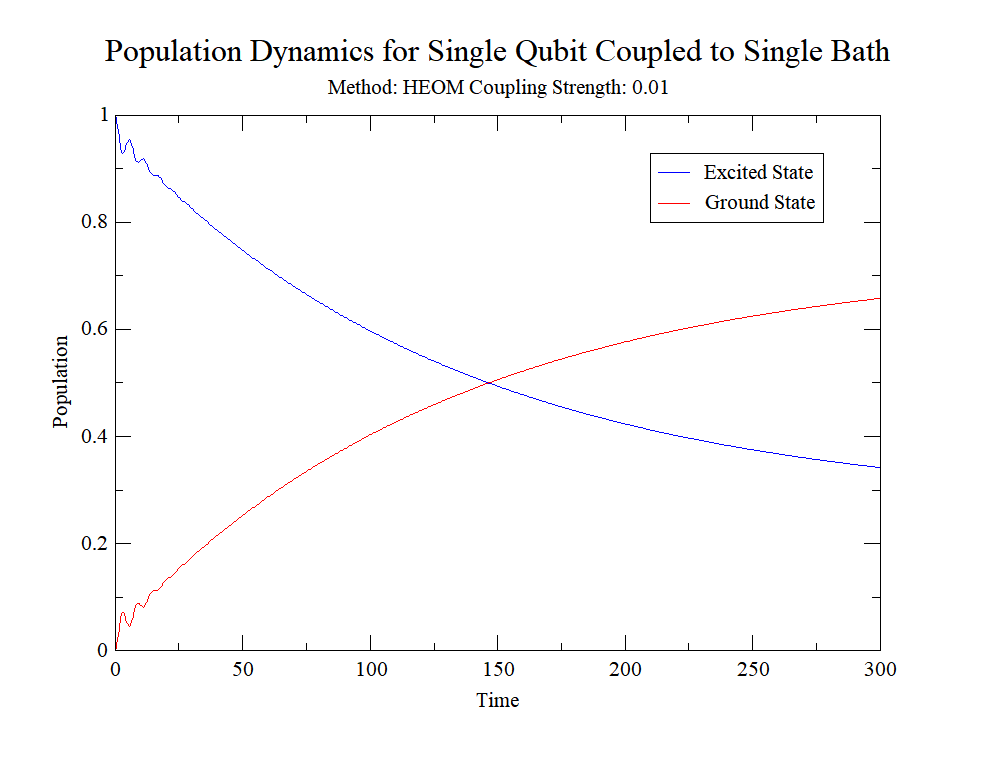 Population Dynamics for Single Qubit Coupled to Single Bath
Method: HEOM Coupling Strength: 0.01
1
0.8
0.6
0.4
0.2
0
Population
Excited State
Ground State
0 50 100 150 200 250 300
Time